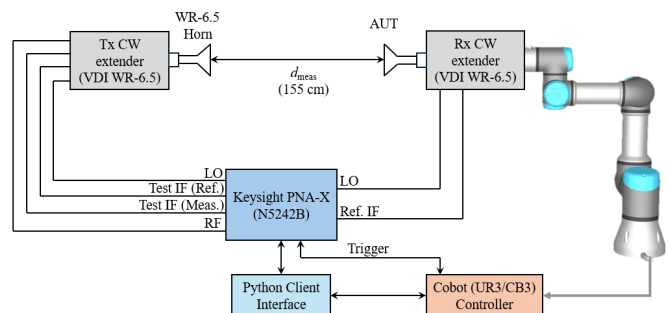 WR-6.5
Horn
Tx CW
extender
(VDI WR-6.5)
AUT
Rx CW
extender
(VDI WR-6.5)
dmeas
(155 cm)
LO
Test IF (Ref.)
Test IF (Meas.)
RF
Keysight PNA-X
(N5242B)
LO
Ref. IF
Trigger
Python Client
Interface
Cobot (UR3/CB3)
Controller